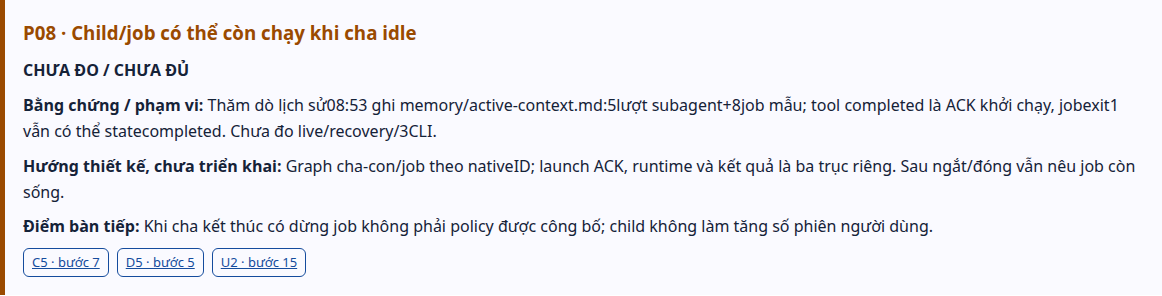 P08 · Child/job có thể còn chạy khi cha idle
CHƯA ĐO / CHƯA ĐỦ
Bằng chứng / phạm vi: Thăm dò lịch sử08:53 ghi memory/active-context.md:5lượt subagent+8job mẫu; tool completed là ACK khởi chạy, jobexit1
vẫn có thể statecompleted. Chưa đo live/recovery/3CLI.
Hướng thiết kế, chưa triển khai: Graph cha-con/job theo nativeID; launch ACK, runtime và kết quả là ba trục riêng. Sau ngắt/đóng vẫn nêu job còn
sống.
Điểm bàn tiếp: Khi cha kết thúc có dừng job không phải policy được công bố; child không làm tăng số phiên người dùng.
C5 · bước 7 D5 · bước 5 U2 · bước 15